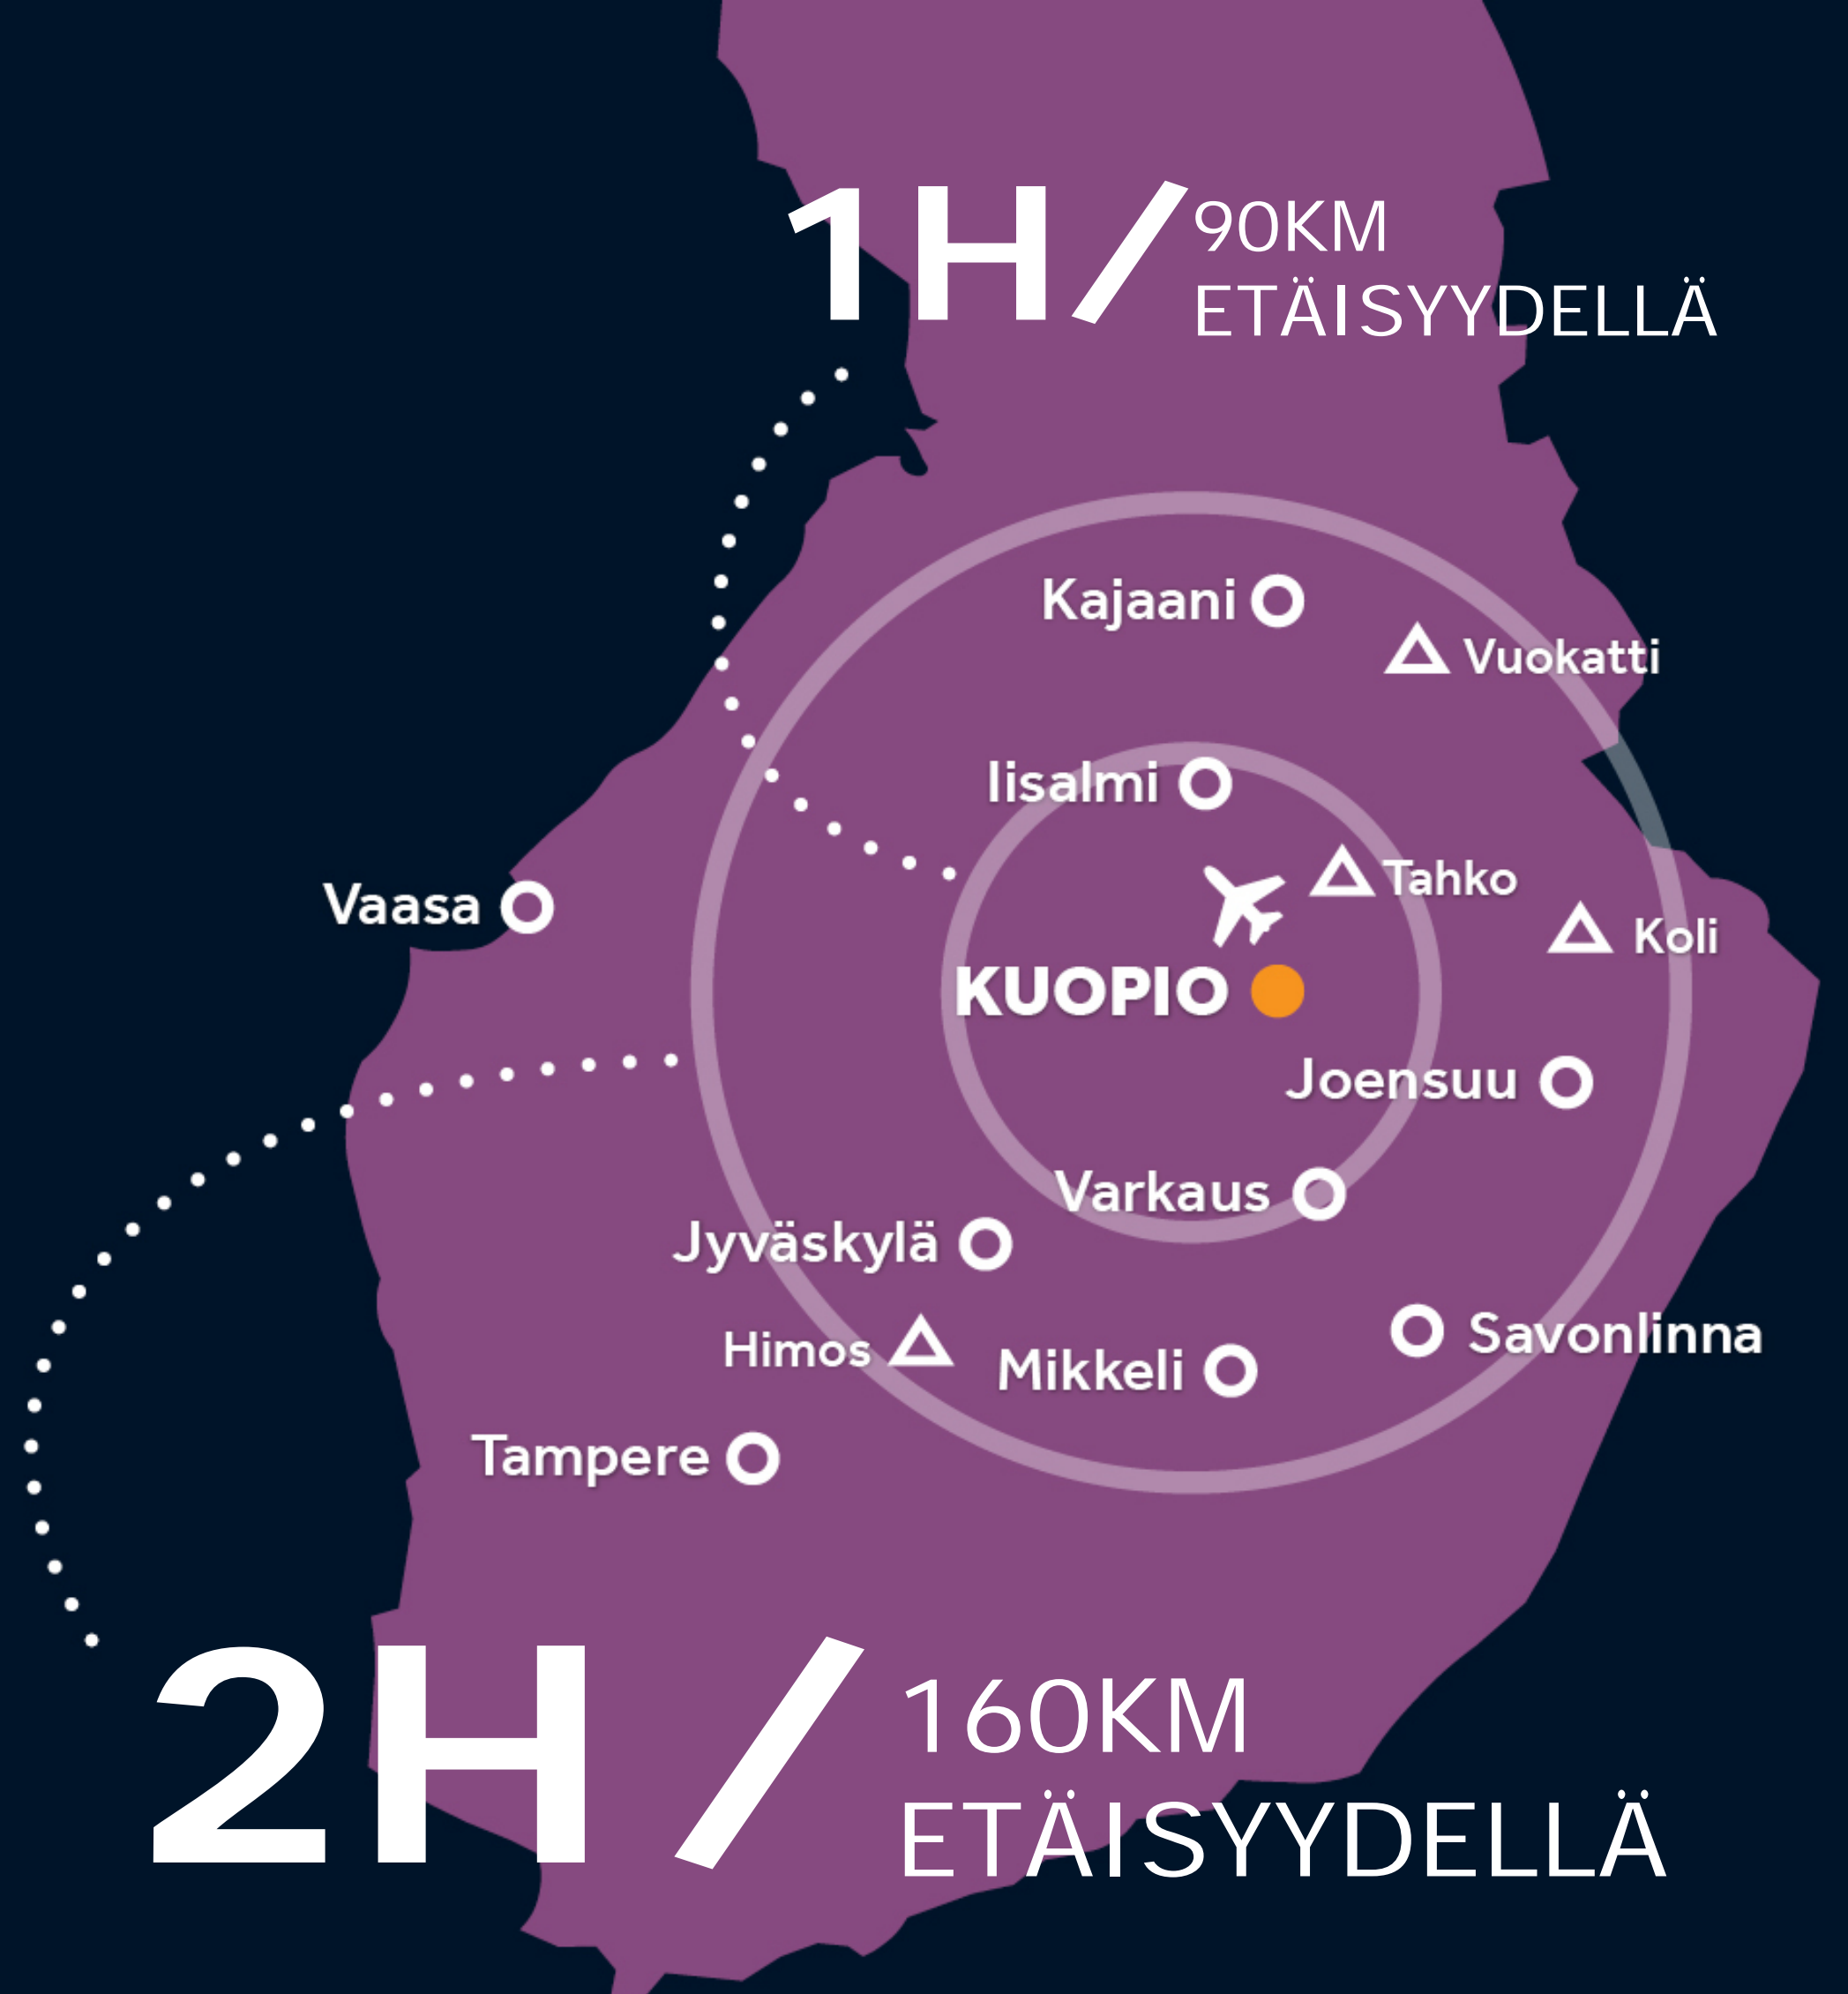 1H/ 90KM
ETÄISYYDELLÄ
Kajaani
Vuokatti
Iisalmi
Tahko
Vaasa
Koli
KUOPIO
Joensuu
Varkaus
Jyväskylä
Savonlinna
Himos
Mikkeli
Tampere
2H / 160KM
ETÄISYYDELLÄ